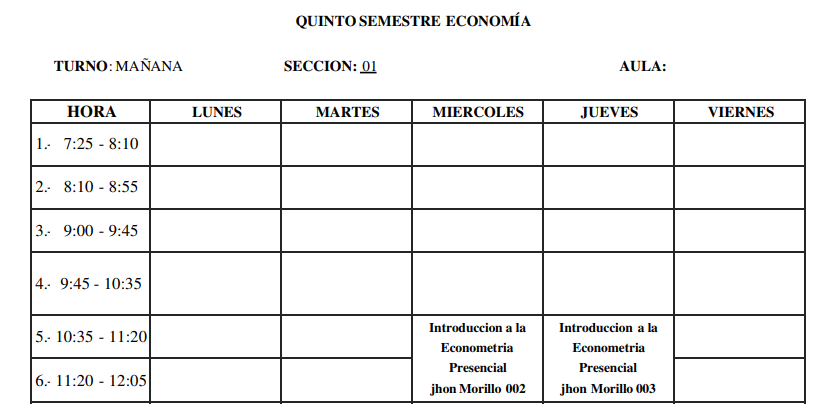 QUINTO SEMESTRE ECONOMÍA
TURNO: MAÑANA SECCION: 01 AULA:
HORA LUNES MARTES MIERCOLES JUEVES VIERNES
1.- 7:25 - 8:10
2.- 8:10 - 8:55
3.- 9:00 - 9:45
4.- 9:45 - 10:35
5.- 10:35 - 11:20
6.- 11:20 - 12:05
Introduccion a la
Econometria
Presencial
jhon Morillo 002
Introduccion a la
Econometria
Presencial
jhon Morillo 003